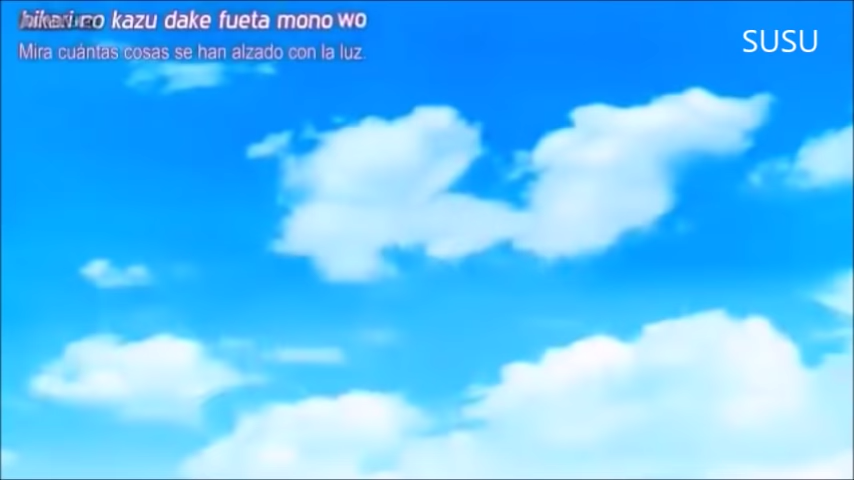 hikari no kazu dake fueta mono wo
Mira cuántas cosas se han alzado con la luz.
SUSU